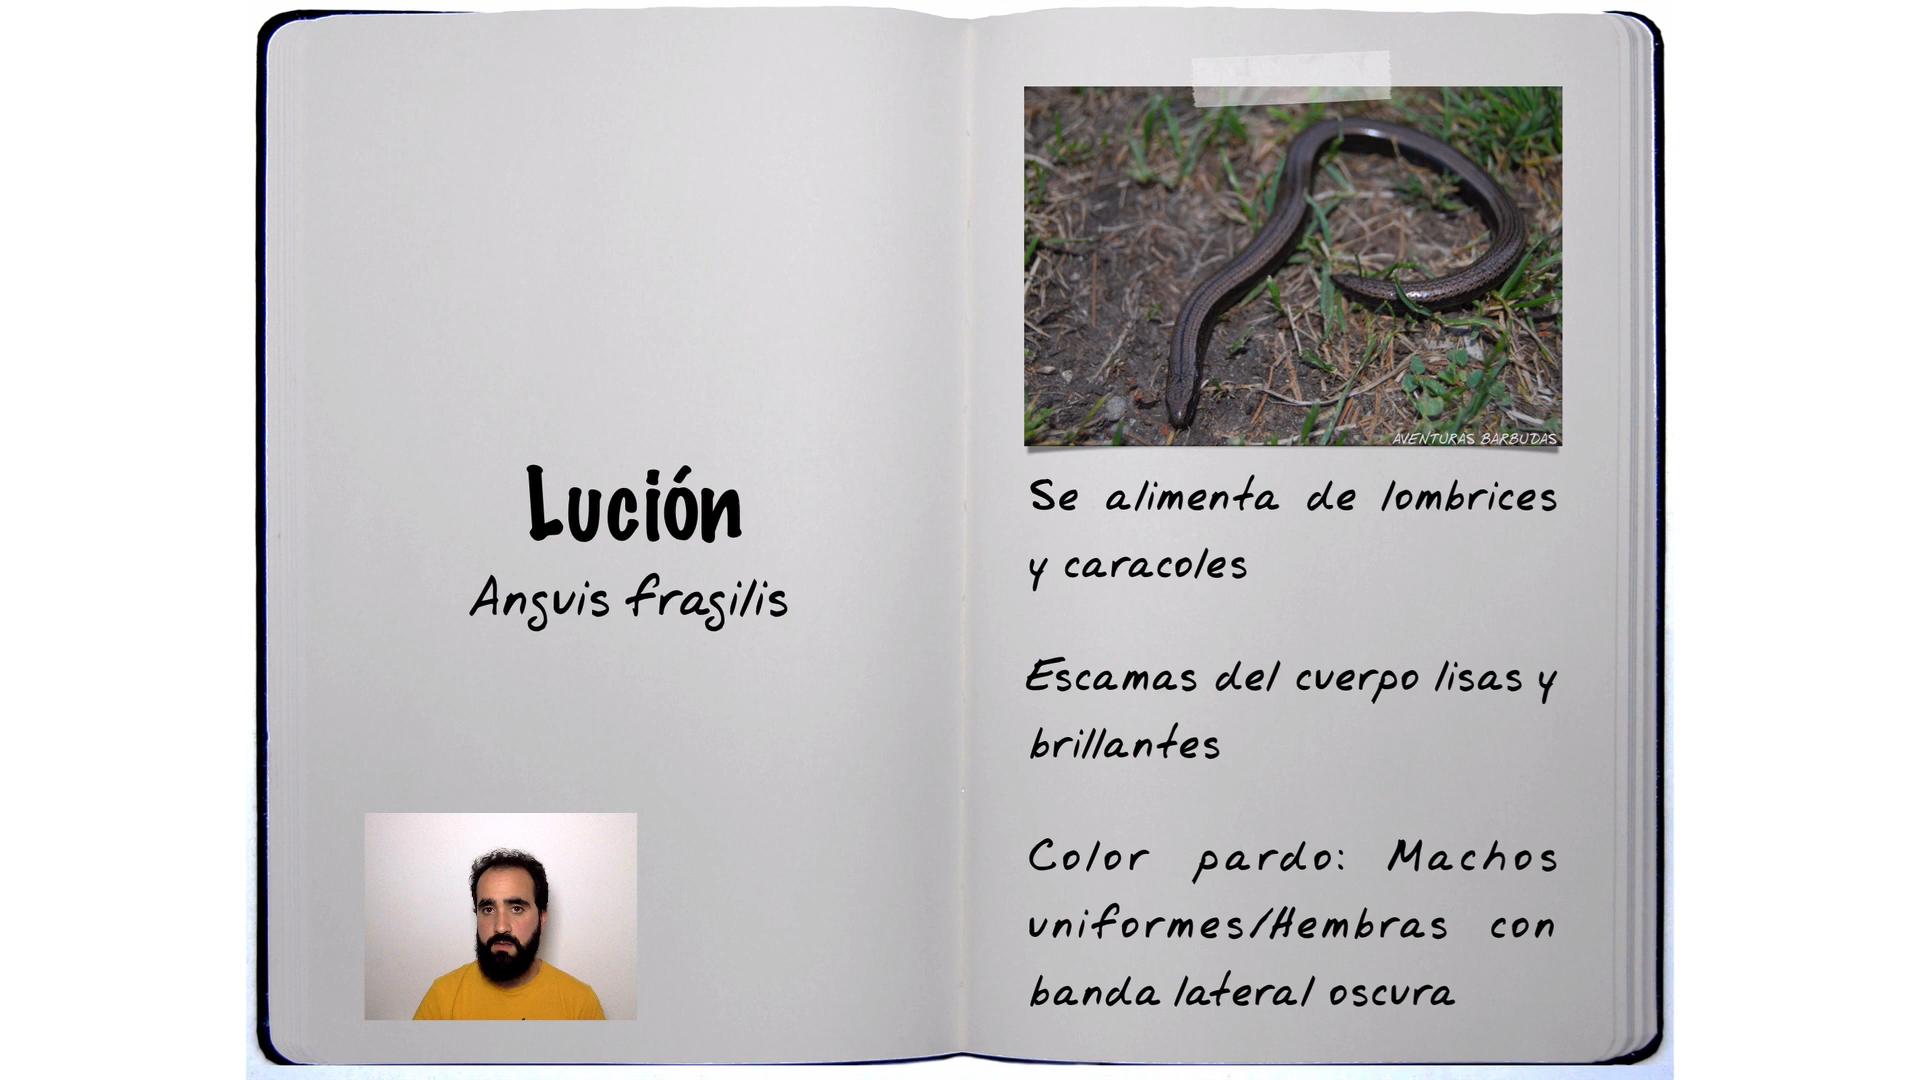 Lución
Anguis fragilis
AVENTURAS BARBUDAS
Se alimenta de lombrices
y caracoles
Escamas del cuerpo lisas y
brillantes
Color pardo: Machos
uniformes/Hembras con
banda lateral oscura